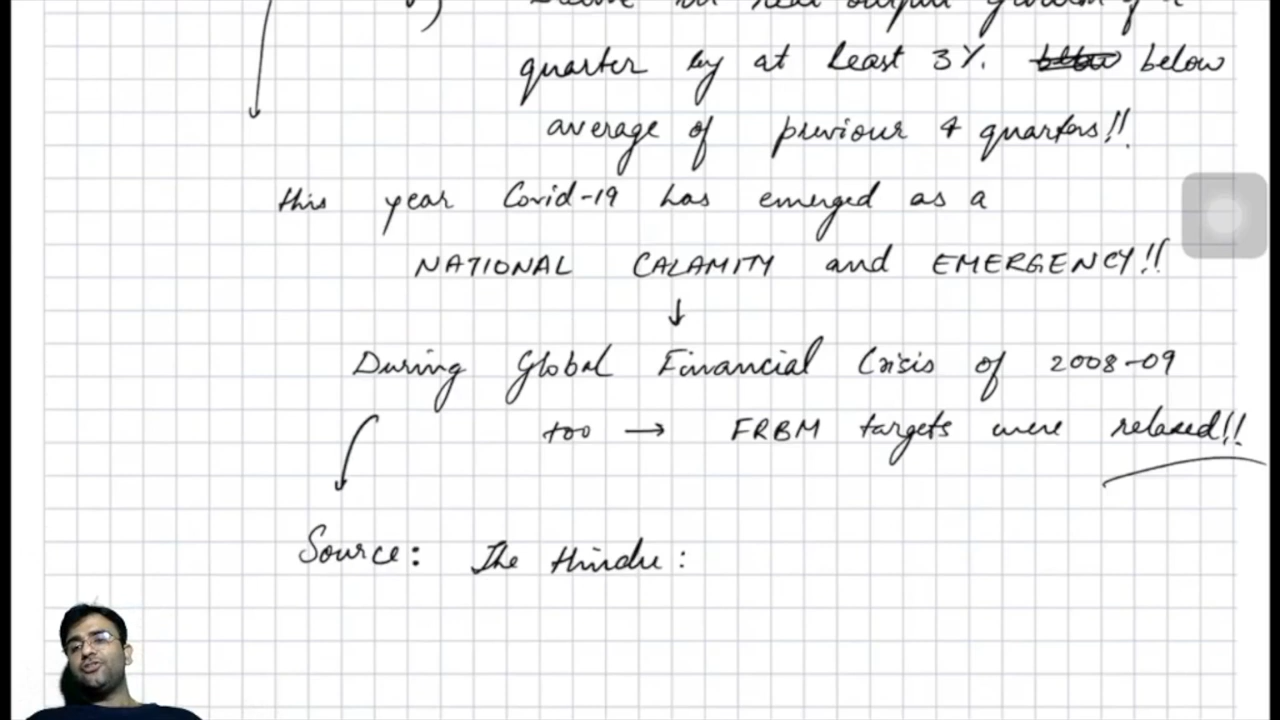 quarter by at least 3%. below
average of previous 4 quarters!!
this year Covid-19 has emerged as a
NATIONAL CALAMITY and EMERGENCY!!
↓
During Global Financial Crisis of 2008-09
too → FRBM targets were relaxed!!
Source: The Hindu: